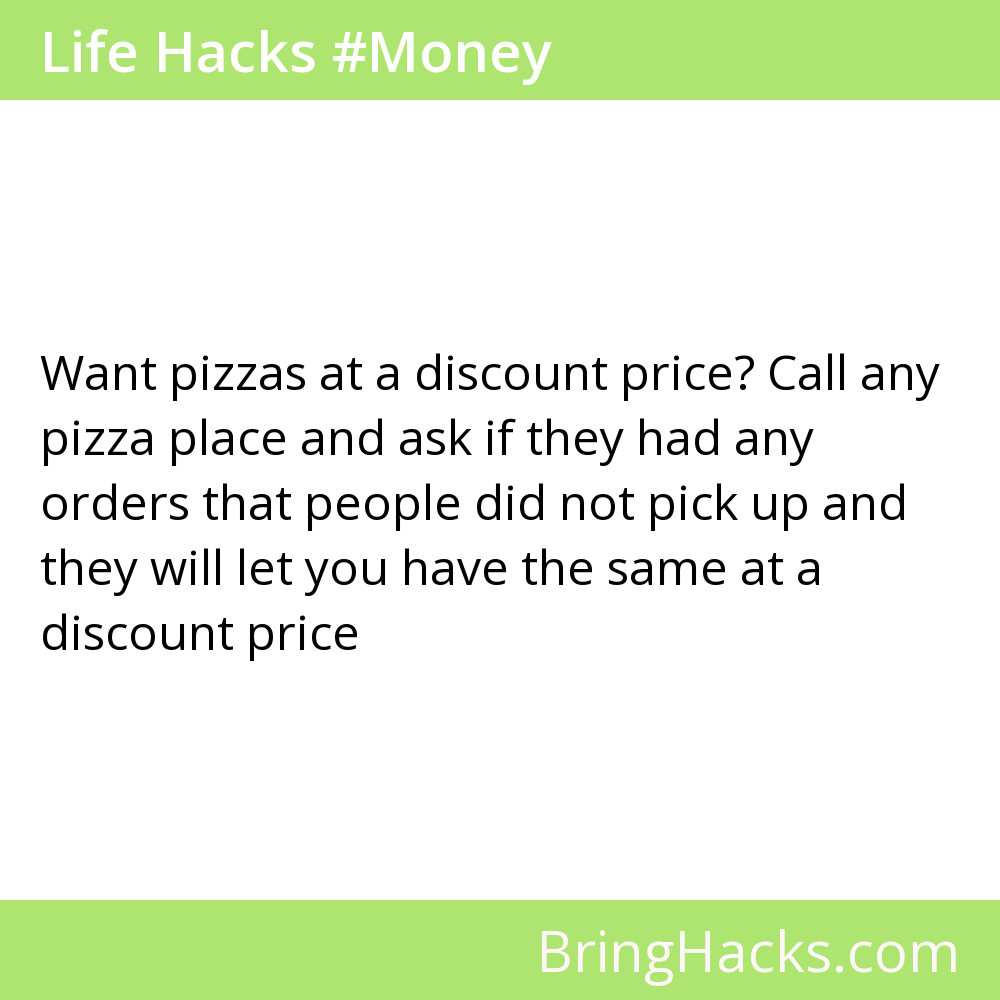 Life Hacks #Money
Want pizzas at a discount price? Call any
pizza place and ask if they had any
orders that people did not pick up and
they will let you have the same at a
discount price
BringHacks.com